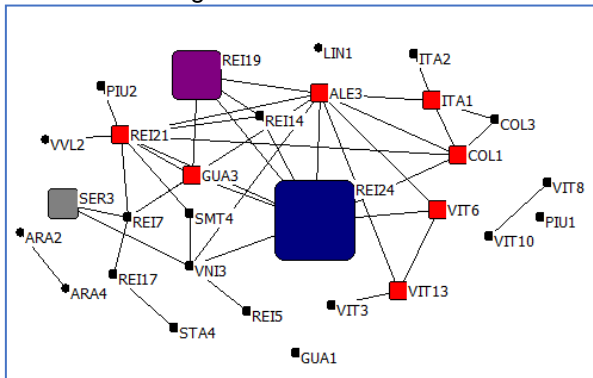 REI19
LIN1
ITA2
PIU2
ALE3
ITA1
REI14
COL3
REI21
VVL2
COL1
GUA3
REI24
VIT8
SER3
VIT6
REI7
SMT4
PIU1
ARA2
VIT10
VNI3
REI17
ARA4
VIT13
VIT3
REI5
STA4
GUA1